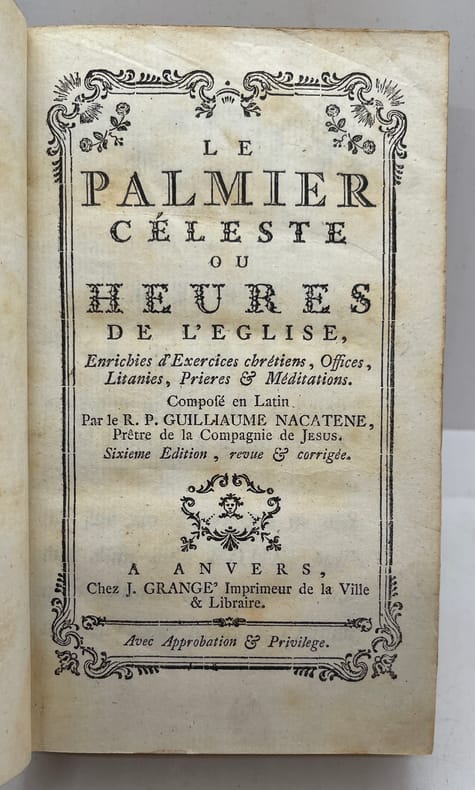 LE
PALMIER
CÉLESTE
OU
HEURES
DE L'EGLISE,
Enrichies d'Exercices chrétiens, Offices,
Litanies, Prieres & Méditations.
Compoſé en Latin
Par le R. P. GUILLIAUME NACATENE,
Prêtre de la Compagnie de JESUS.
Sixieme Edition, revue & corrigée.
A ANVERS,
Chez J. GRANGE' Imprimeur de la Ville
& Libraire.
Avec Approbation & Privilege.